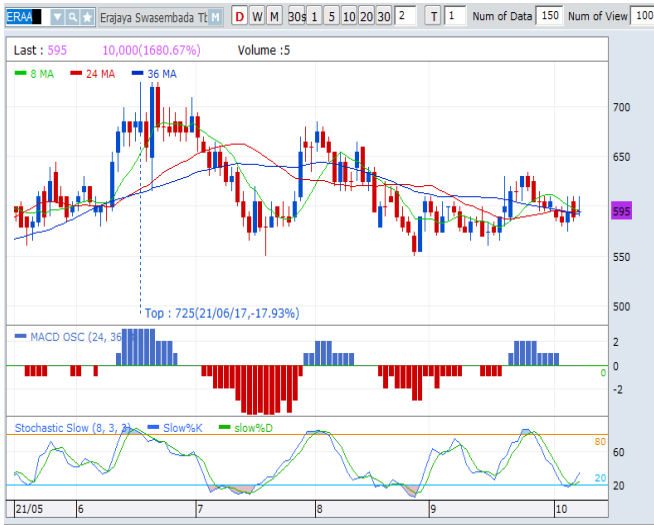 ERAA Erajaya Swasembada Tb M D W M 30s 1 5 10 20 30 2 T 1 Num of Data 150 Num of View 100
Last : 595 10,000(1680.67%) Volume :5
8 MA 24 MA 36 MA
700
650
595
550
500
Top : 725(21/06/17,-17.93%)
MACD OSC (24, 36
2
0
0
-2
Stochastic Slow (8, 3, 3) Slow%K slow%D
80
60
20
20
21/05 6 7 8 9 10